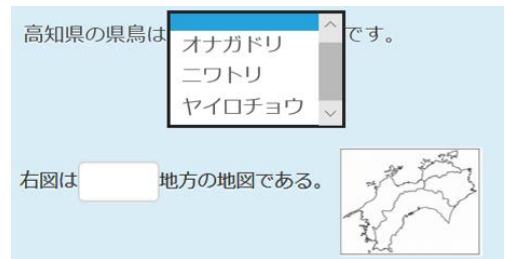 高知県の県鳥は です。
オナガドリ
ニワトリ
ヤイロチョウ
右図は 地方の地図である。